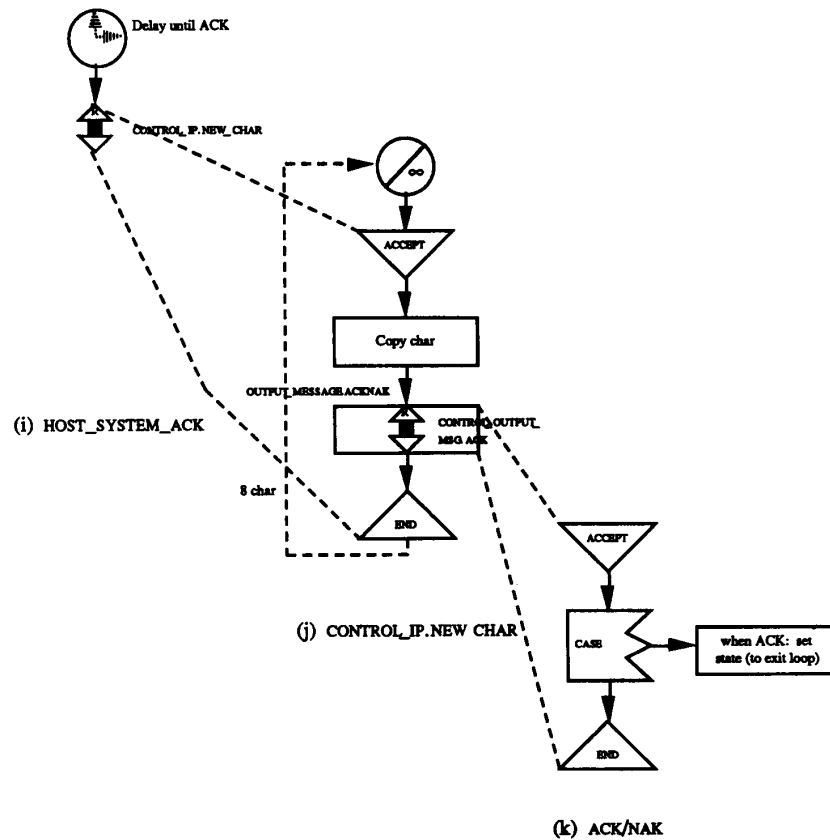 Delay until ACK
R
CONTROL_IP.NEW_CHAR
∞
ACCEPT
Copy char
OUTPUT_MESSAGE.ACKNAK
R
CONTROL_OUTPUT_
MSG.ACK
(i) HOST_SYSTEM_ACK
8 char
END
ACCEPT
(j) CONTROL_IP.NEW CHAR
CASE
when ACK: set
state (to exit loop)
END
(k) ACK/NAK